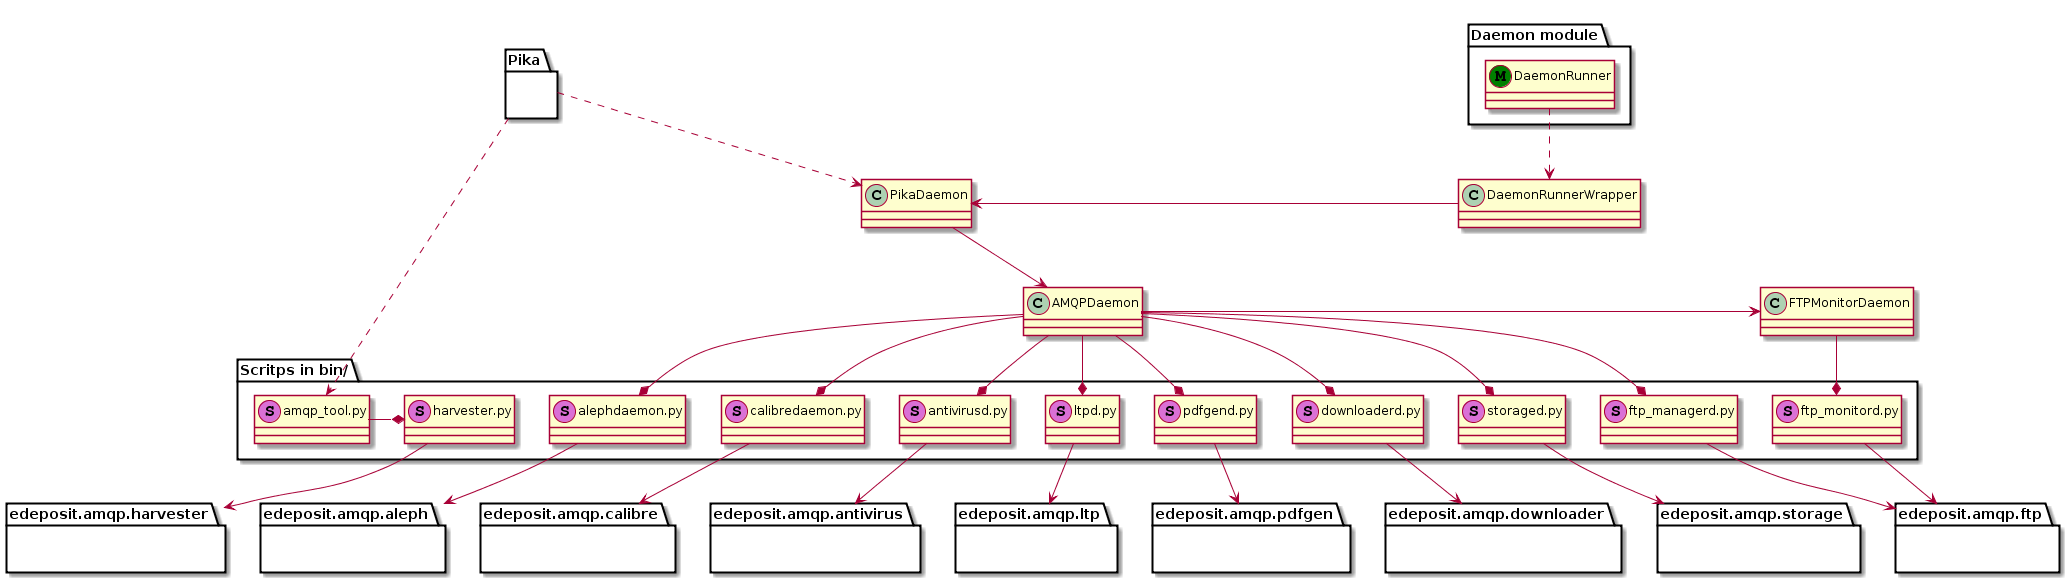 Daemon module
Pika
M DaemonRunner
C PikaDaemon
C DaemonRunnerWrapper
C AMQPDaemon
C FTPMonitorDaemon
Scritps in bin/
S amqp_tool.py
S harvester.py
S alephdaemon.py
S calibredaemon.py
S antivirusd.py
S ltpd.py
S pdfgend.py
S downloaderd.py
S storaged.py
S ftp_managerd.py
S ftp_monitord.py
edeposit.amqp.harvester
edeposit.amqp.aleph
edeposit.amqp.calibre
edeposit.amqp.antivirus
edeposit.amqp.ltp
edeposit.amqp.pdfgen
edeposit.amqp.downloader
edeposit.amqp.storage
edeposit.amqp.ftp